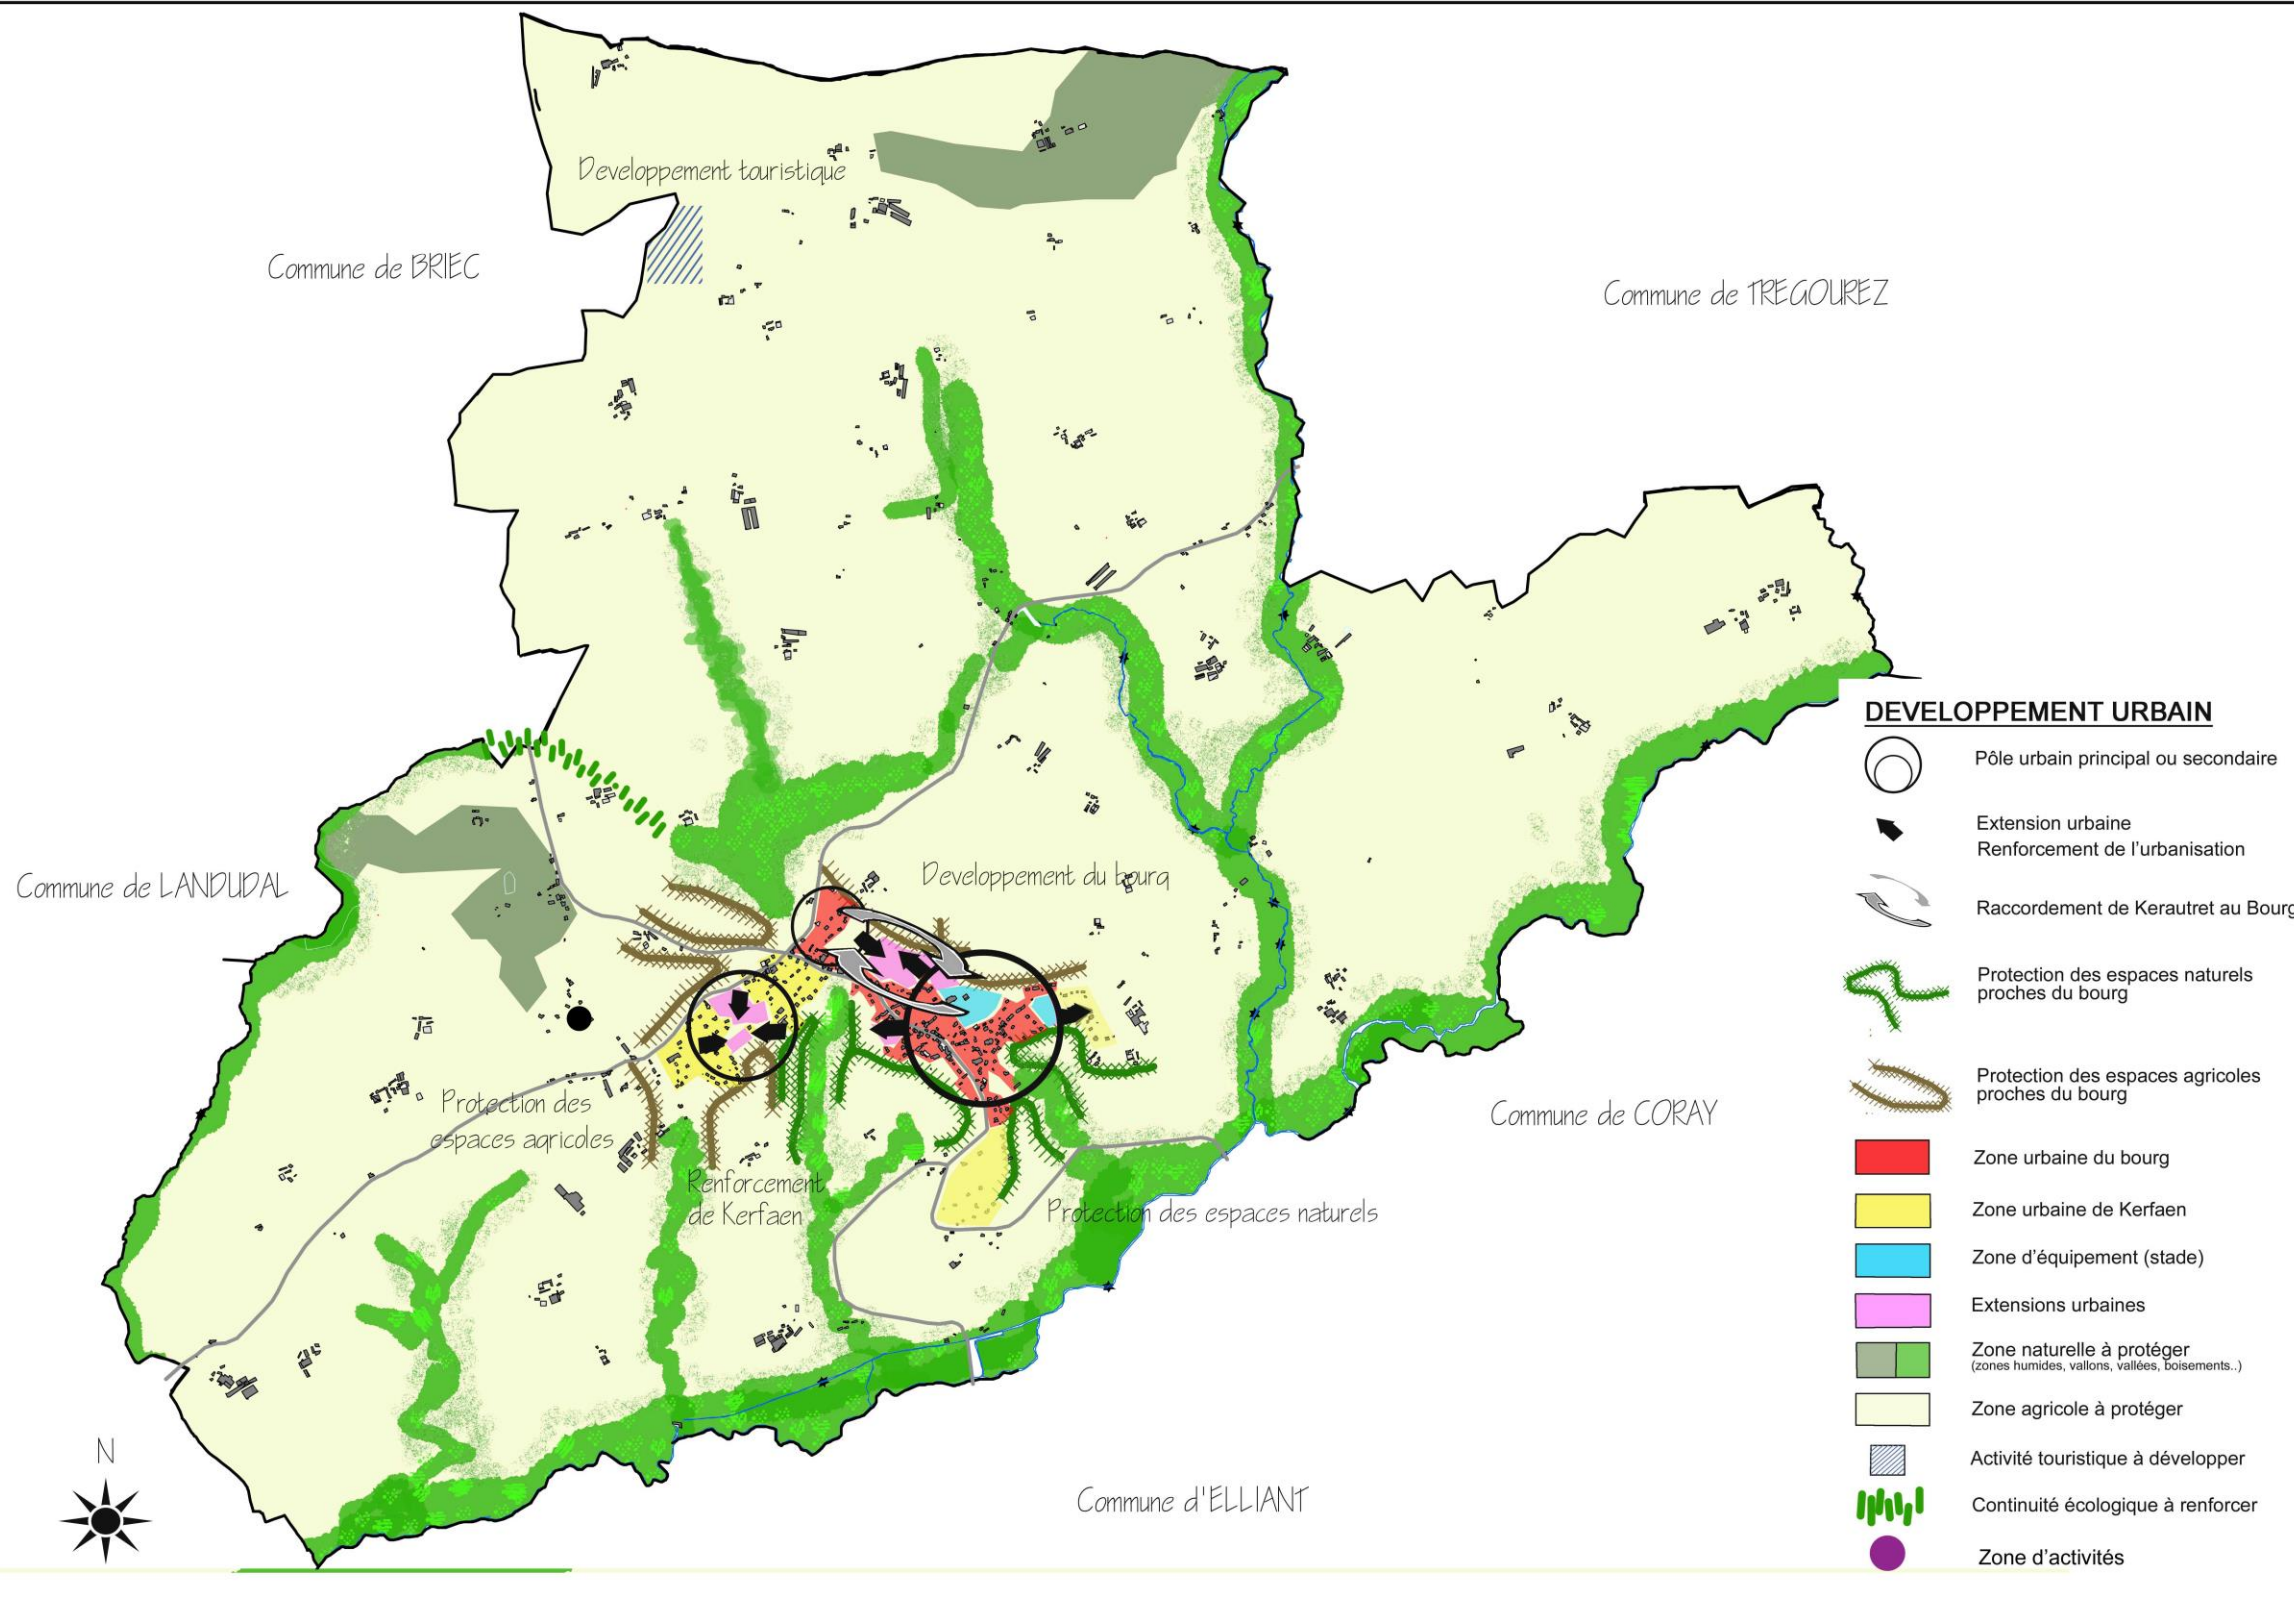 Developpement touristique
Commune de BRIEC
Commune de TREGOUREZ
Commune de LANDUDAL
Developpement du bourg
Protection des
espaces agricoles
Renforcement
de Kerfaen
Protection des espaces naturels
Commune de CORAY
Commune d'ELLIANT
N
DEVELOPPEMENT URBAIN
Pôle urbain principal ou secondaire
Extension urbaine
Renforcement de l'urbanisation
Raccordement de Kerautret au Bourg
Protection des espaces naturels
proches du bourg
Protection des espaces agricoles
proches du bourg
Zone urbaine du bourg
Zone urbaine de Kerfaen
Zone d'équipement (stade)
Extensions urbaines
Zone naturelle à protéger
(zones humides, vallons, vallées, boisements..)
Zone agricole à protéger
Activité touristique à développer
Continuité écologique à renforcer
Zone d'activités